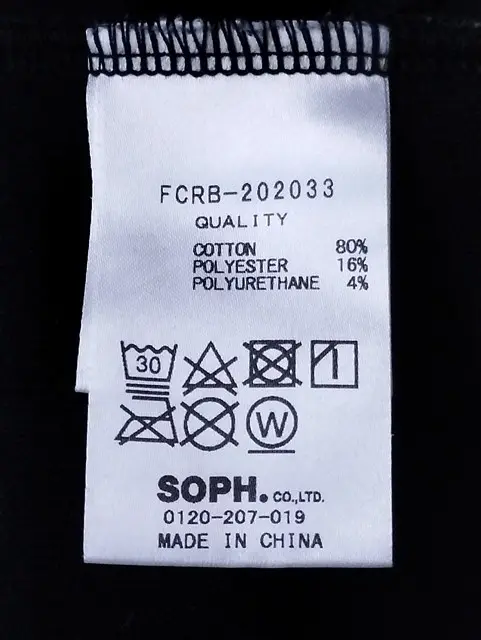 FCRB-202033
QUALITY
COTTON 80%
POLYESTER 16%
POLYURETHANE 4%
30
W
SOPH. CO.,LTD.
0120-207-019
MADE IN CHINA